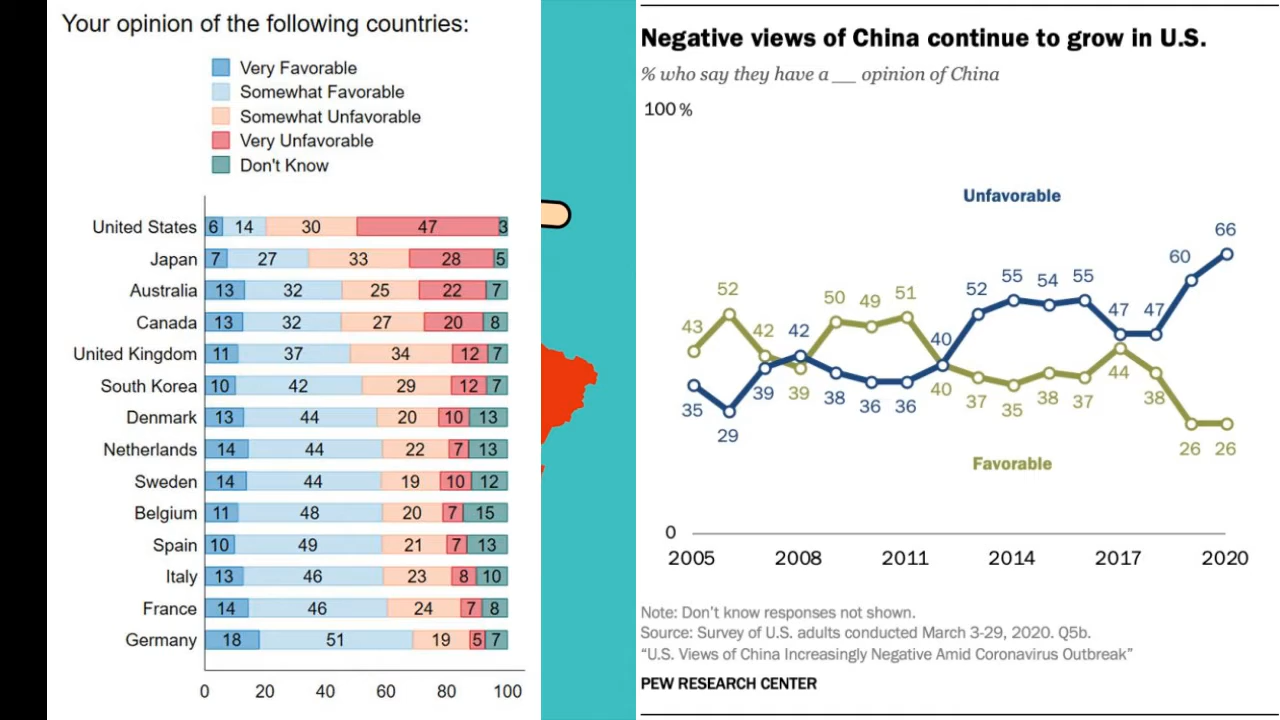 Your opinion of the following countries:
Very Favorable
Somewhat Favorable
Somewhat Unfavorable
Very Unfavorable
Don't Know
United States 6 14 30 47 3
Japan 7 27 33 28 5
Australia 13 32 25 22 7
Canada 13 32 27 20 8
United Kingdom 11 37 34 12 7
South Korea 10 42 29 12 7
Denmark 13 44 20 10 13
Netherlands 14 44 22 7 13
Sweden 14 44 19 10 12
Belgium 11 48 20 7 15
Spain 10 49 21 7 13
Italy 13 46 23 8 10
France 14 46 24 7 8
Germany 18 51 19 5 7
0 20 40 60 80 100
Negative views of China continue to grow in U.S.
% who say they have a __ opinion of China
100 %
Unfavorable
35 29 39 42 38 36 36 40 52 55 54 55 47 47 60 66
43 52 42 39 50 49 51 40 37 35 38 37 44 38 26 26
Favorable
0
2005 2008 2011 2014 2017 2020
Note: Don't know responses not shown.
Source: Survey of U.S. adults conducted March 3-29, 2020. Q5b.
"U.S. Views of China Increasingly Negative Amid Coronavirus Outbreak"
PEW RESEARCH CENTER